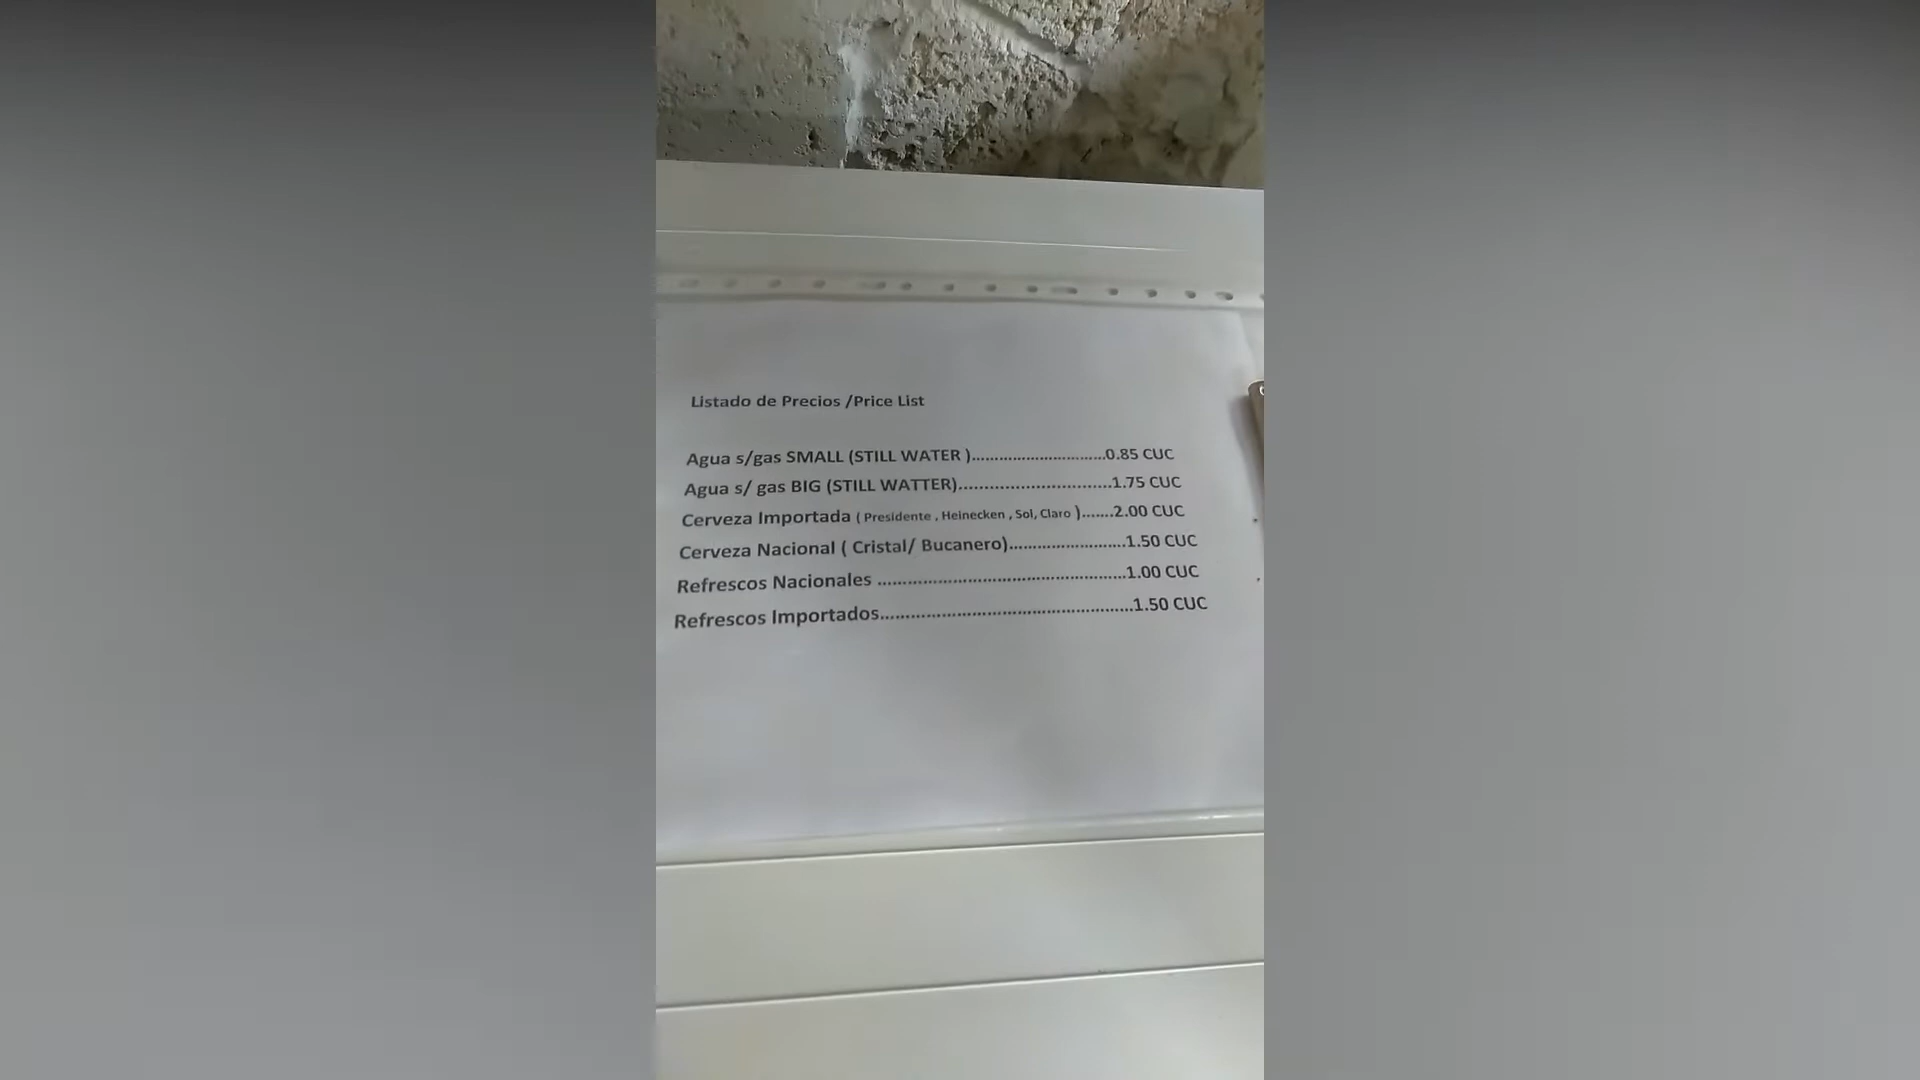 Listado de Precios /Price List
Agua s/gas SMALL (STILL WATER )............................0.85 CUC
Agua s/ gas BIG (STILL WATTER)................................1.75 CUC
Cerveza Importada ( Presidente , Heinecken , Sol, Claro ).......2.00 CUC
Cerveza Nacional ( Cristal/ Bucanero).........................1.50 CUC
Refrescos Nacionales .....................................................1.00 CUC
Refrescos Importados.....................................................1.50 CUC